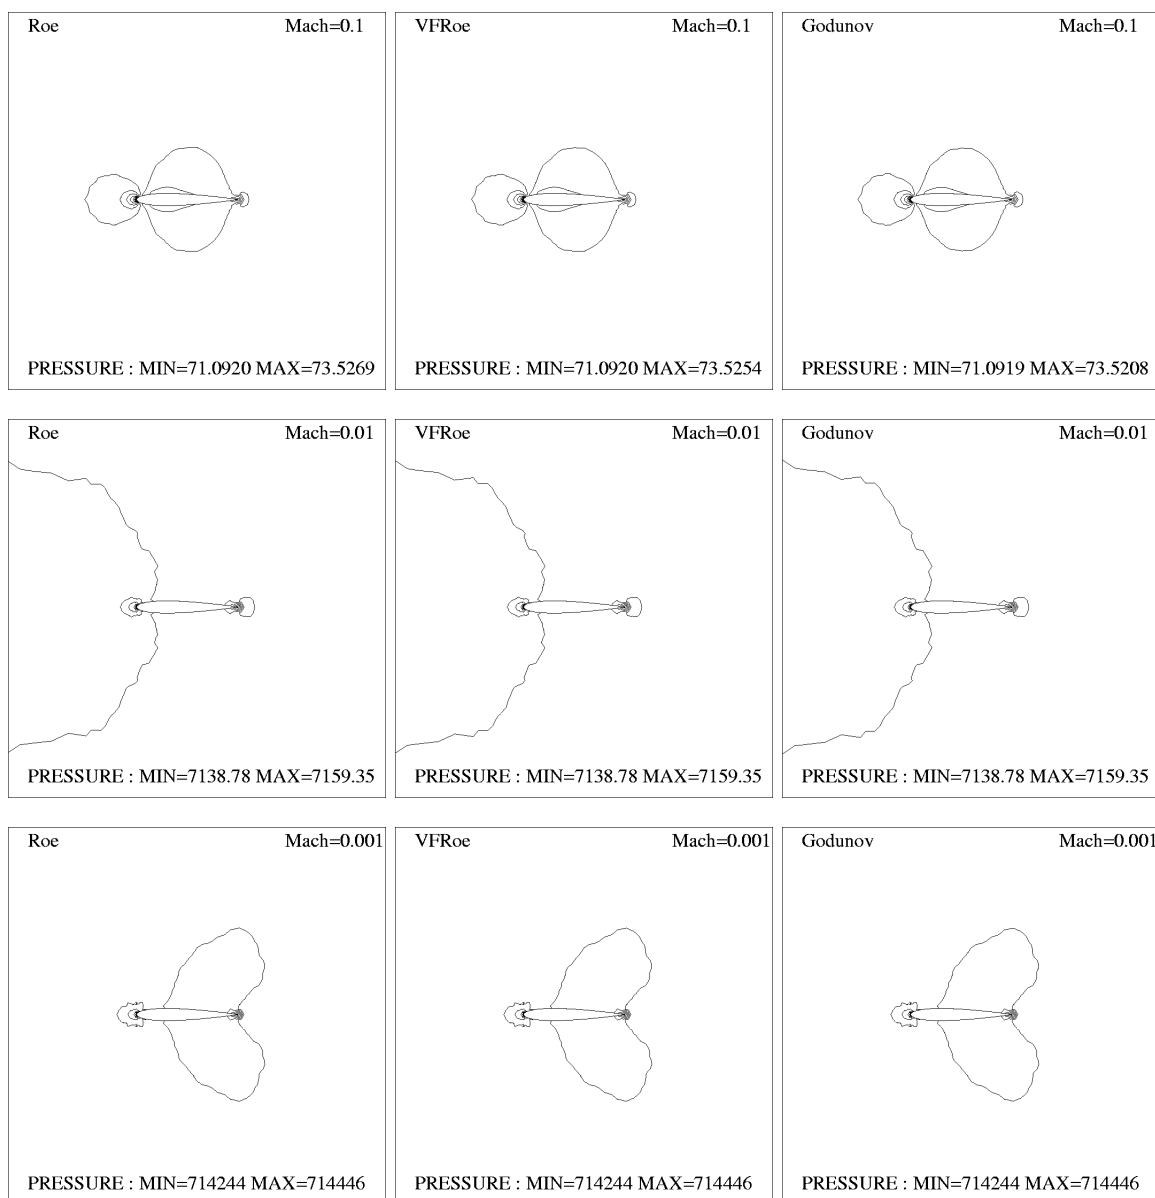 Roe Mach=0.1
VFRoe Mach=0.1
Godunov Mach=0.1
PRESSURE : MIN=71.0920 MAX=73.5269
PRESSURE : MIN=71.0920 MAX=73.5254
PRESSURE : MIN=71.0919 MAX=73.5208
Roe Mach=0.01
VFRoe Mach=0.01
Godunov Mach=0.01
PRESSURE : MIN=7138.78 MAX=7159.35
PRESSURE : MIN=7138.78 MAX=7159.35
PRESSURE : MIN=7138.78 MAX=7159.35
Roe Mach=0.001
VFRoe Mach=0.001
Godunov Mach=0.001
PRESSURE : MIN=714244 MAX=714446
PRESSURE : MIN=714244 MAX=714446
PRESSURE : MIN=714244 MAX=714446